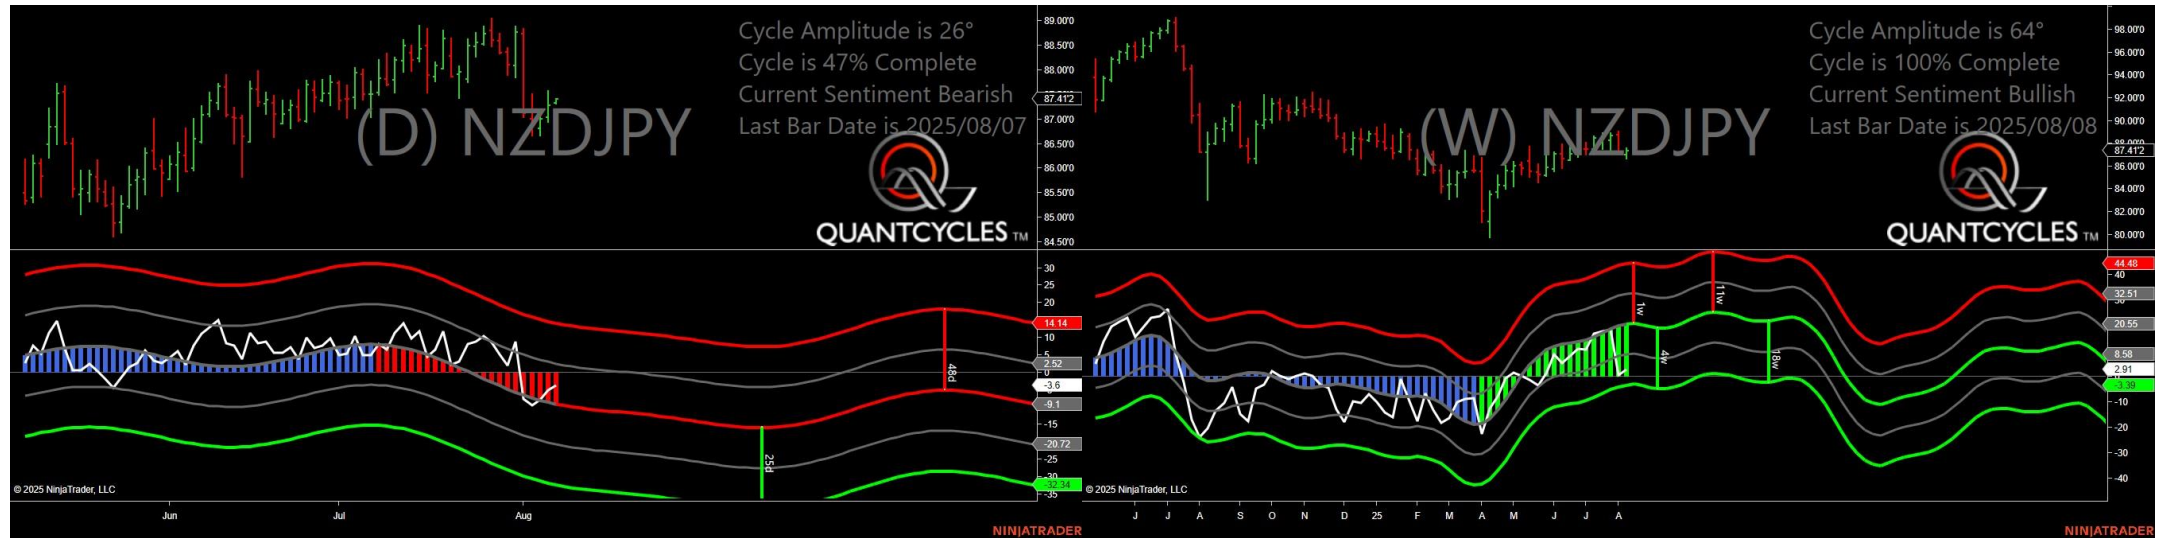 Cycle Amplitude is 26°
Cycle is 47% Complete
Current Sentiment Bearish
Last Bar Date is 2025/08/07
(D) NZDJPY
QUANTCYCLES TM
89.00'0
88.50'0
88.00'0
87.41'2
87.00'0
86.50'0
86.00'0
85.50'0
85.00'0
84.50'0
30
25
20
14.14
10
5
2.52
0
-3.6
-9.1
-15
-20.72
-25
-30
-32.34
-35
48d
25d
© 2025 NinjaTrader, LLC
Jun
Jul
Aug
NINJATRADER
Cycle Amplitude is 64°
Cycle is 100% Complete
Current Sentiment Bullish
Last Bar Date is 2025/08/08
(W) NZDJPY
QUANTCYCLES TM
98.00'0
96.00'0
94.00'0
92.00'0
90.00'0
88.00'0
87.41'2
86.00'0
84.00'0
82.00'0
80.00'0
44.48
40
32.51
30
20.55
8.58
2.91
-3.39
-10
-20
-30
-40
1w
11w
4w
18w
© 2025 NinjaTrader, LLC
J
J
A
S
O
N
D
25
F
M
A
M
J
J
A
NINJATRADER